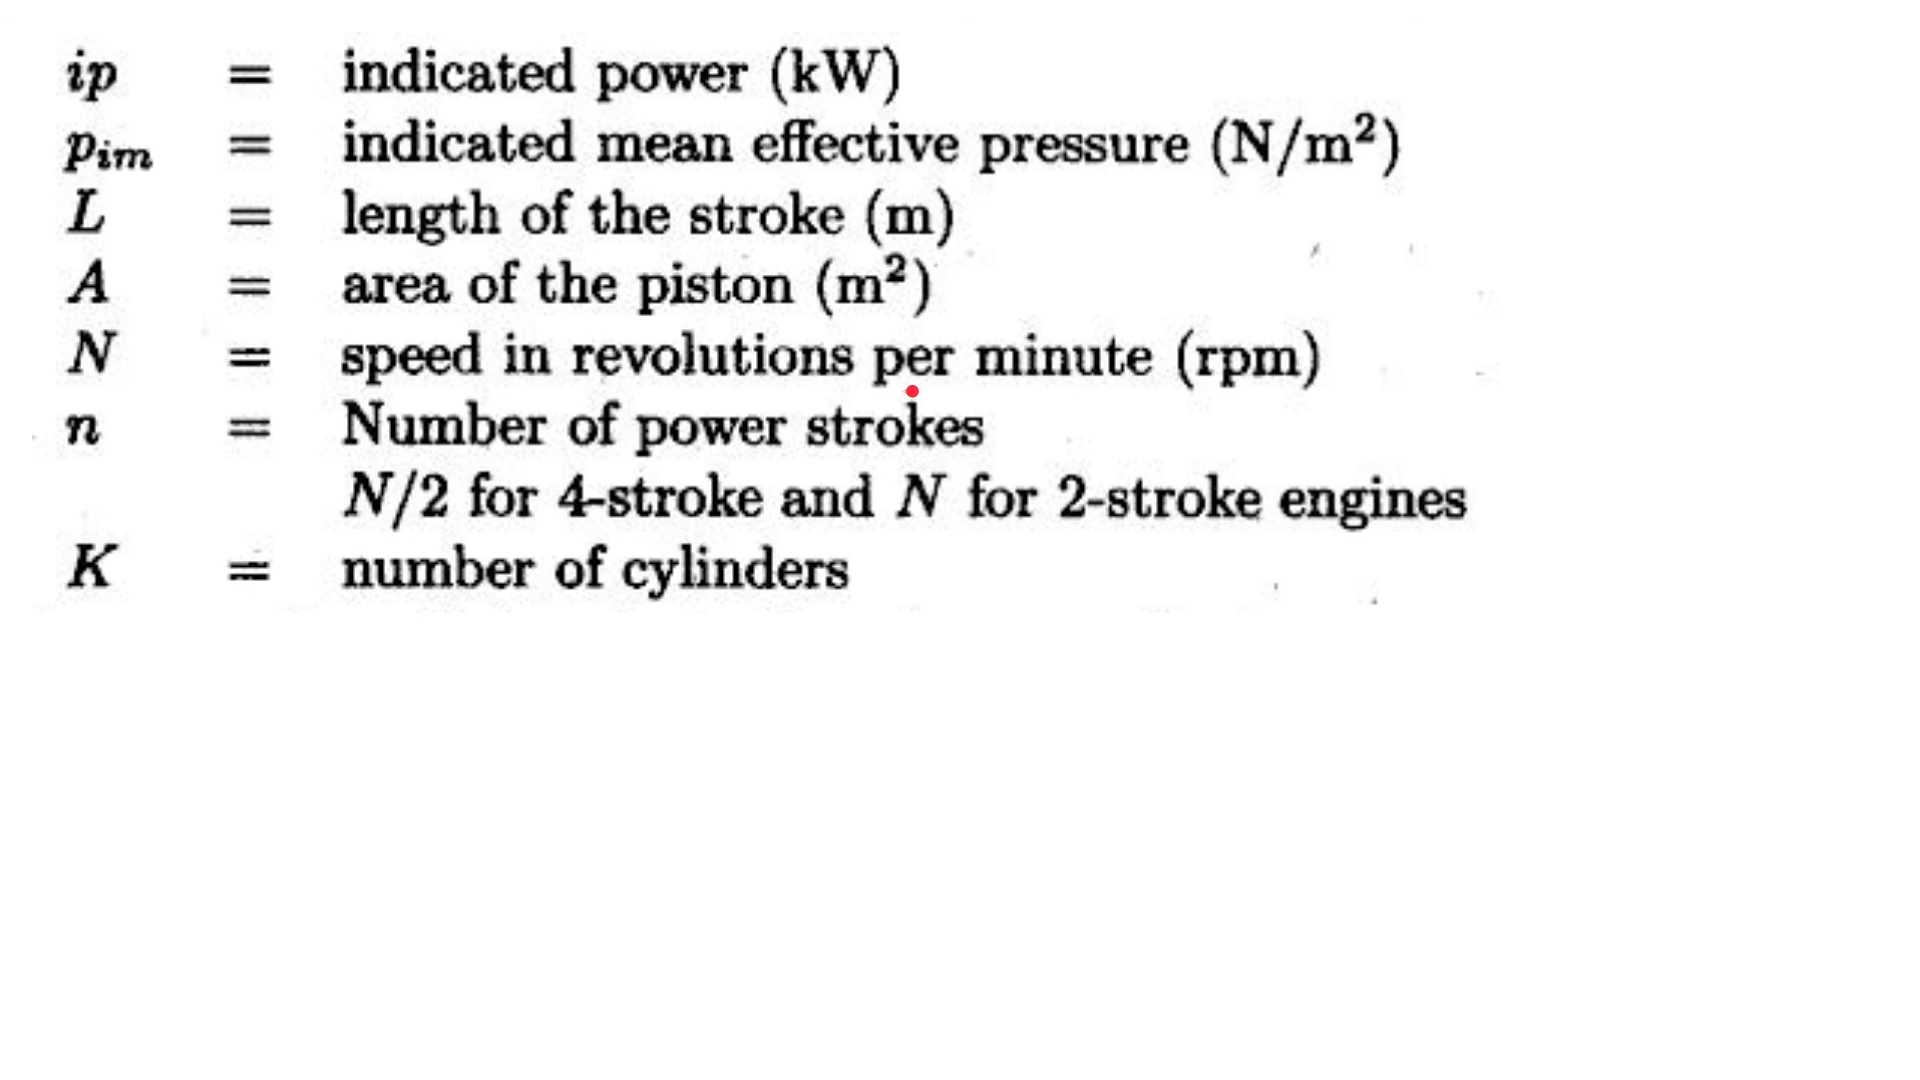 ip = indicated power (kW)
pim = indicated mean effective pressure (N/m²)
L = length of the stroke (m)
A = area of the piston (m²)
N = speed in revolutions per minute (rpm)
n = Number of power strokes
N/2 for 4-stroke and N for 2-stroke engines
K = number of cylinders